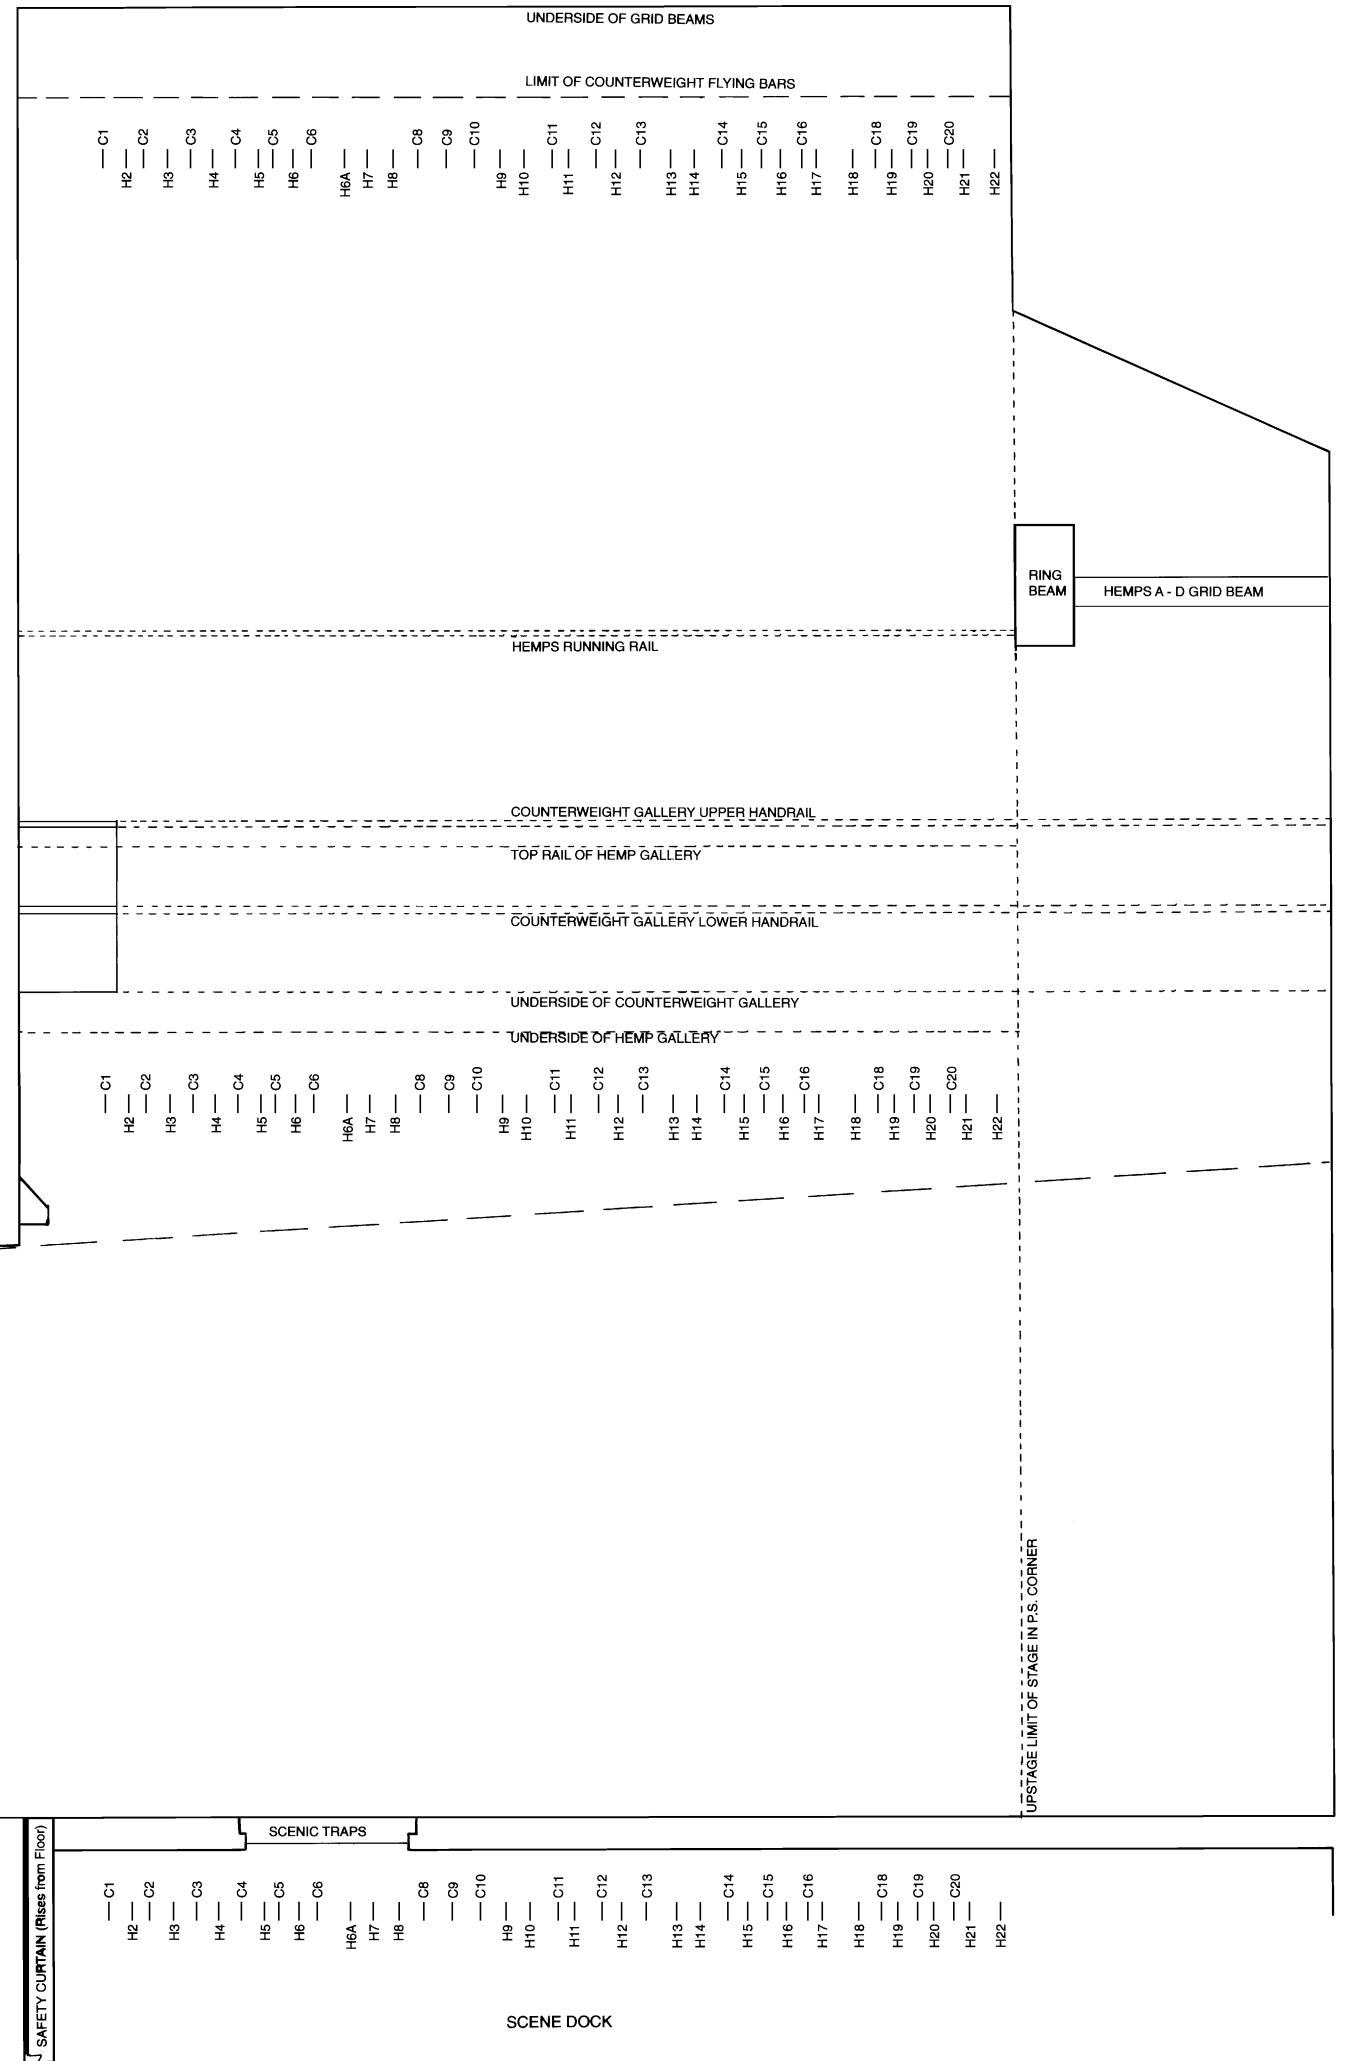 UNDERSIDE OF GRID BEAMS
LIMIT OF COUNTERWEIGHT FLYING BARS
C1 C2 C3 C4 C5 C6 C8 C9 C10 C11 C12 C13 C14 C15 C16 C18 C19 C20
H2 H3 H4 H5 H6 H6A H7 H8 H9 H10 H11 H12 H13 H14 H15 H16 H17 H18 H19 H20 H21 H22
RING
BEAM
HEMPS A - D GRID BEAM
HEMPS RUNNING RAIL
COUNTERWEIGHT GALLERY UPPER HANDRAIL
TOP RAIL OF HEMP GALLERY
COUNTERWEIGHT GALLERY LOWER HANDRAIL
UNDERSIDE OF COUNTERWEIGHT GALLERY
UNDERSIDE OF HEMP GALLERY
C1 C2 C3 C4 C5 C6 C8 C9 C10 C11 C12 C13 C14 C15 C16 C18 C19 C20
H2 H3 H4 H5 H6 H6A H7 H8 H9 H10 H11 H12 H13 H14 H15 H16 H17 H18 H19 H20 H21 H22
UPSTAGE LIMIT OF STAGE IN P.S. CORNER
SCENIC TRAPS
SAFETY CURTAIN (Rises from Floor)
C1 C2 C3 C4 C5 C6 C8 C9 C10 C11 C12 C13 C14 C15 C16 C18 C19 C20
H2 H3 H4 H5 H6 H6A H7 H8 H9 H10 H11 H12 H13 H14 H15 H16 H17 H18 H19 H20 H21 H22
SCENE DOCK